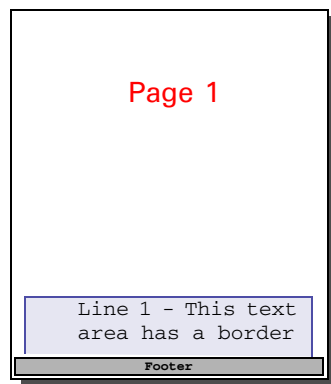 Page 1
Line 1 - This text
area has a border
Footer